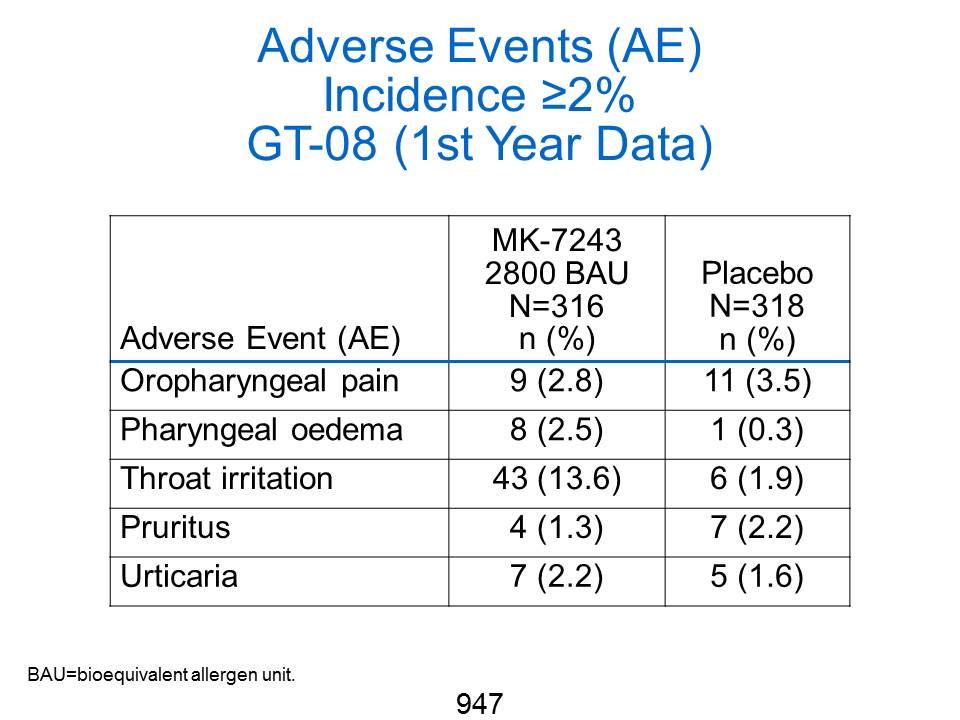 Adverse Events (AE)
Incidence ≥2%
GT-08 (1st Year Data)
Adverse Event (AE)
MK-7243
2800 BAU
N=316
n (%)
Placebo
N=318
n (%)
Oropharyngeal pain 9 (2.8) 11 (3.5)
Pharyngeal oedema 8 (2.5) 1 (0.3)
Throat irritation 43 (13.6) 6 (1.9)
Pruritus 4 (1.3) 7 (2.2)
Urticaria 7 (2.2) 5 (1.6)
BAU=bioequivalent allergen unit.
947